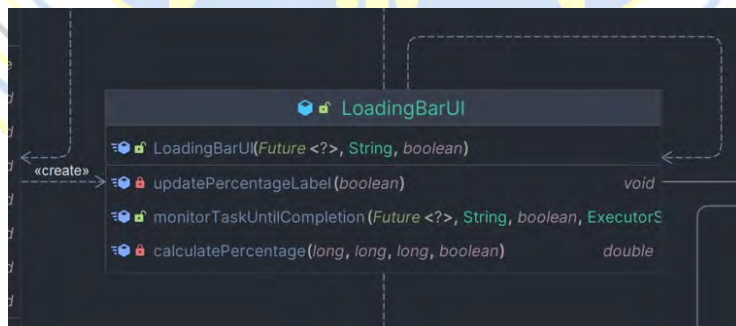 LoadingBarUI
LoadingBarUI(Future <?>, String, boolean)
«create»
updatePercentageLabel(boolean) void
monitorTaskUntilCompletion(Future <?>, String, boolean, ExecutorS
calculatePercentage(long, long, long, boolean) double